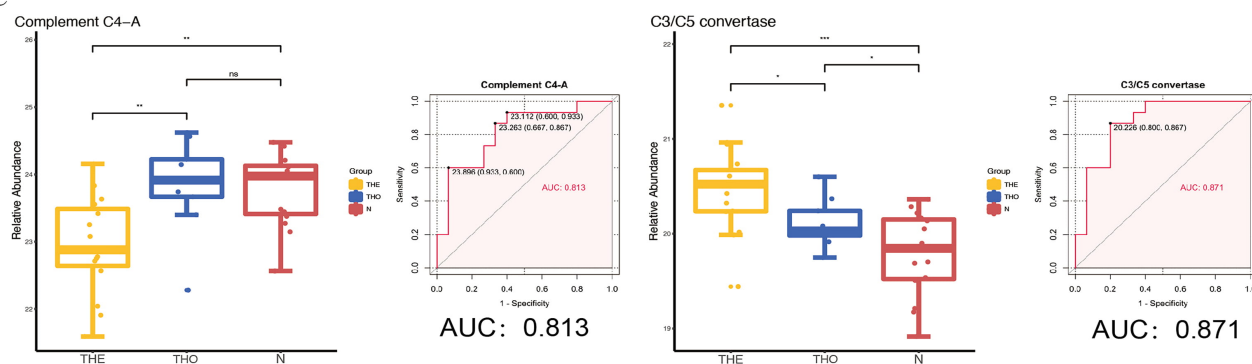 Complement C4−A
26
25
24
23
22
Relative Abundance
**
ns
**
THE
THO
N
Group
THE
THO
N
Complement C4-A
1.0
0.8
0.6
0.4
0.2
0.0
Sensitivity
23.112 (0.600, 0.933)
23.263 (0.667, 0.867)
23.896 (0.933, 0.600)
AUC: 0.813
0.0 0.2 0.4 0.6 0.8 1.0
1 - Specificity
AUC: 0.813
C3/C5 convertase
22
21
20
19
Relative Abundance
***
*
*
THE
THO
N
Group
THE
THO
N
C3/C5 convertase
1.0
0.8
0.6
0.4
0.2
0.0
Sensitivity
20.226 (0.800, 0.867)
AUC: 0.871
0.0 0.2 0.4 0.6 0.8
1 - Specificity
AUC: 0.871